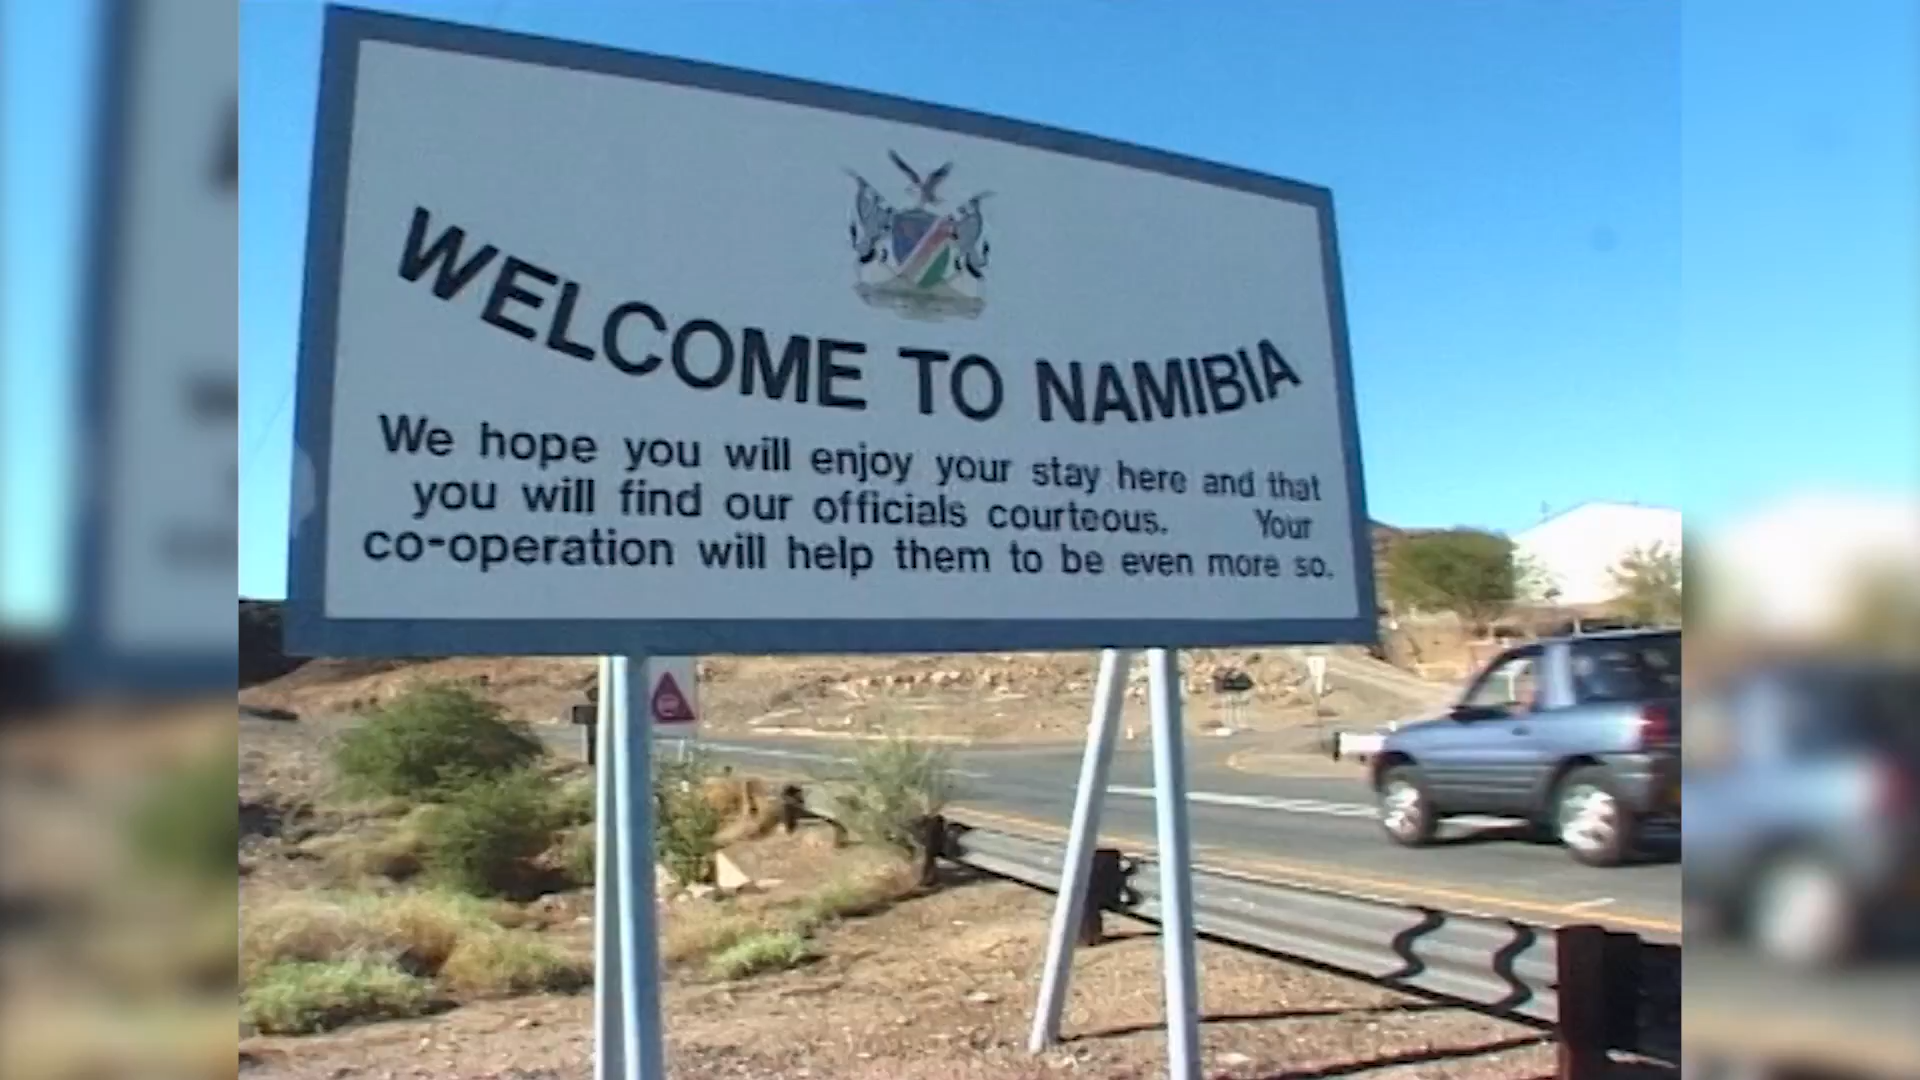 WELCOME TO NAMIBIA
We hope you will enjoy your stay here and that
you will find our officials courteous. Your
co-operation will help them to be even more so.